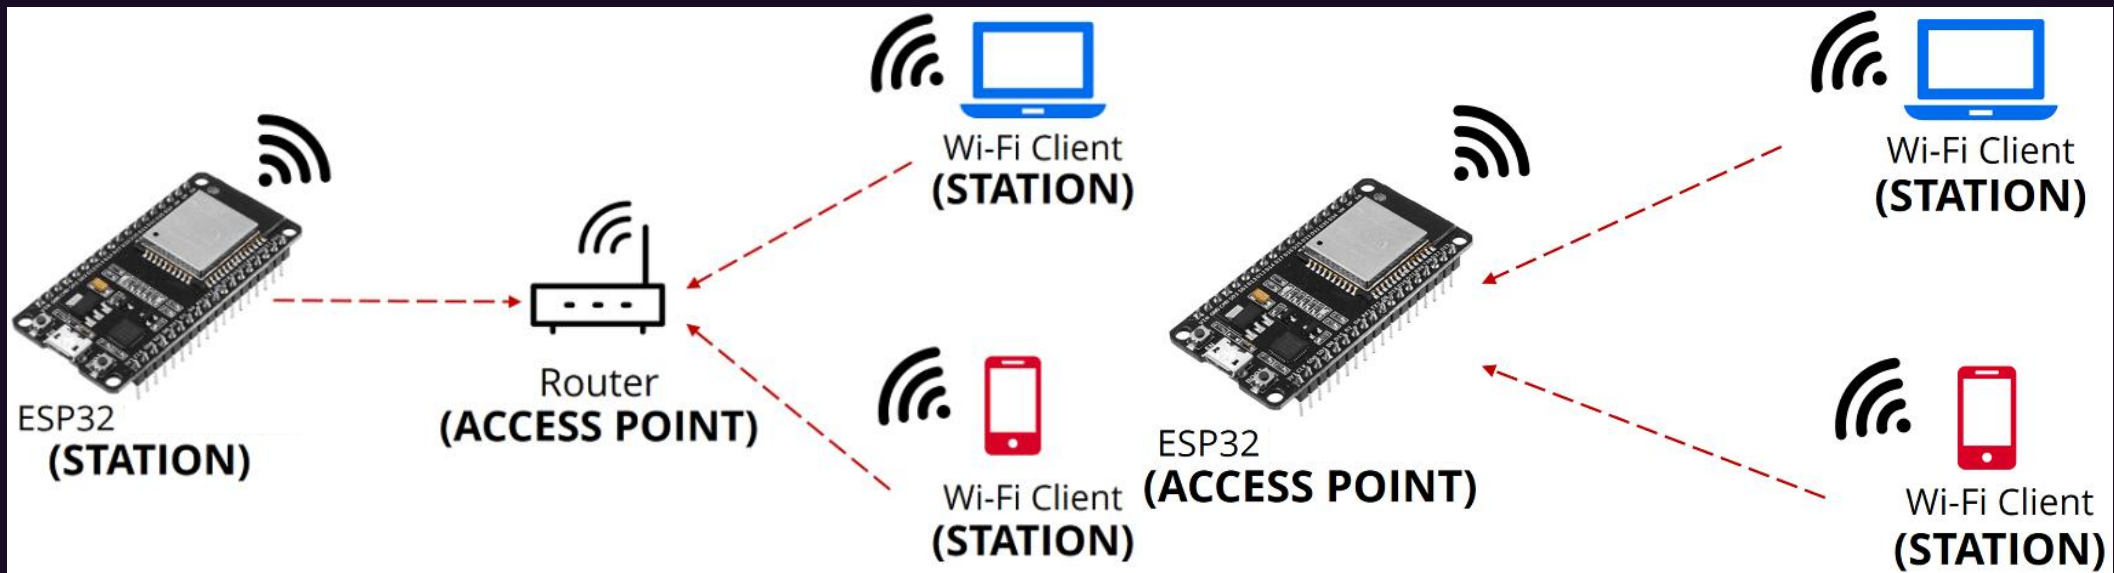 ESP32
(STATION)
Router
(ACCESS POINT)
Wi-Fi Client
(STATION)
Wi-Fi Client
(STATION)
ESP32
(ACCESS POINT)
Wi-Fi Client
(STATION)
Wi-Fi Client
(STATION)